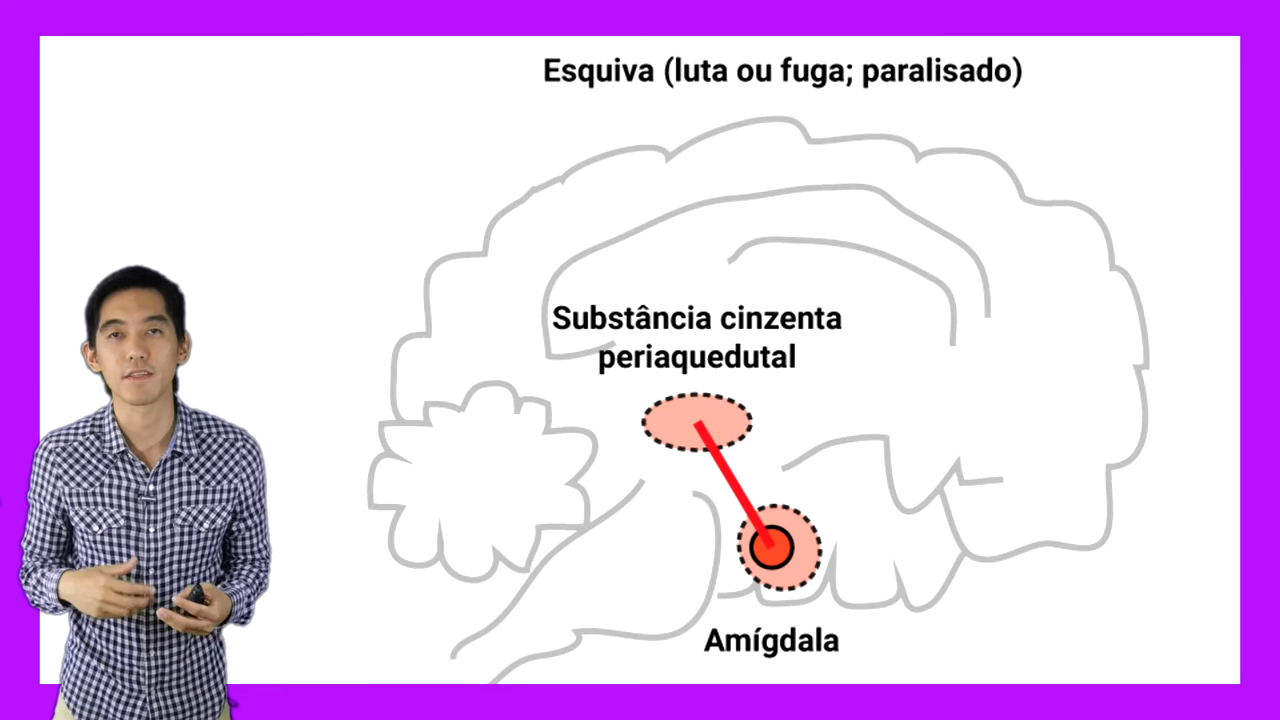 Esquiva (luta ou fuga; paralisado)
Substância cinzenta
periaquedutal
Amígdala